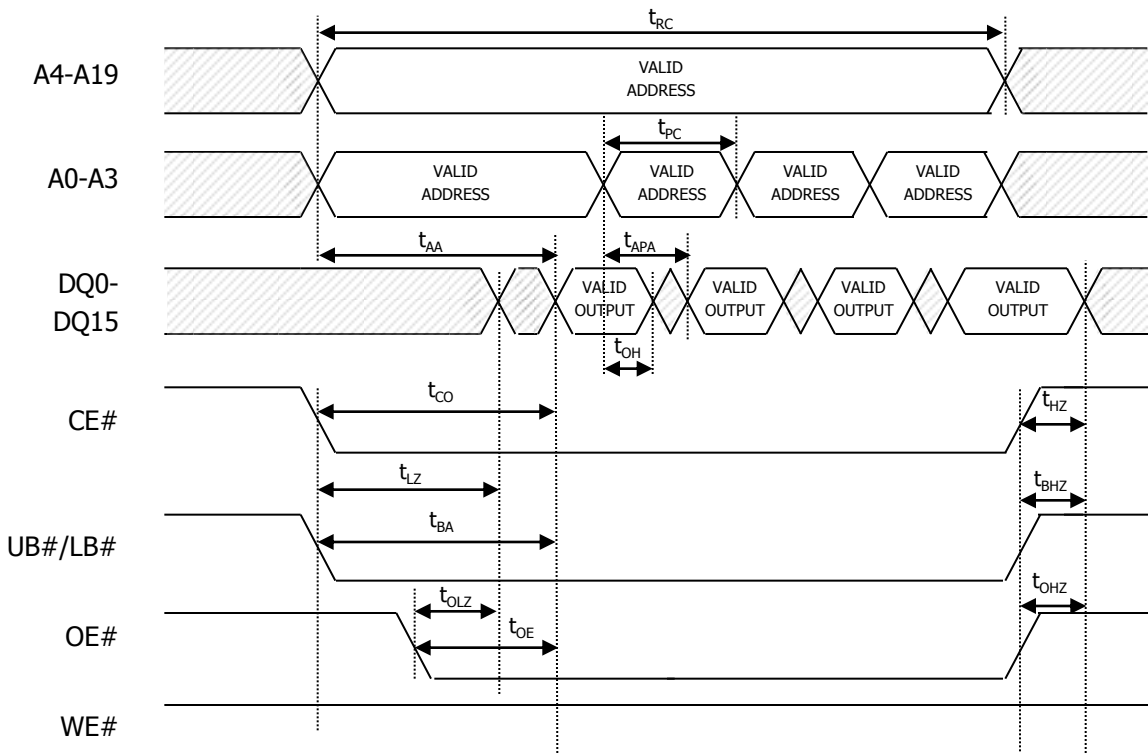 tRC
A4-A19
VALID
ADDRESS
tPC
A0-A3
VALID
ADDRESS
VALID
ADDRESS
VALID
ADDRESS
VALID
ADDRESS
tAA
tAPA
DQ0-
DQ15
VALID
OUTPUT
VALID
OUTPUT
VALID
OUTPUT
VALID
OUTPUT
tOH
CE#
tCO
tHZ
tLZ
tBHZ
UB#/LB#
tBA
tOLZ
tOHZ
OE#
tOE
WE#